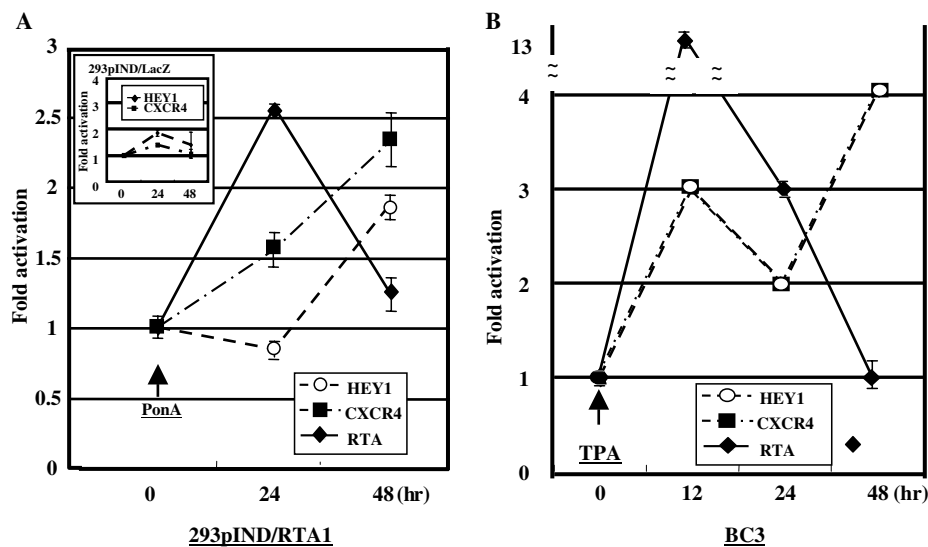 A
3
2.5
2
1.5
1
0.5
0
Fold activation
293pIND/LacZ
4
3
2
1
0
Fold activation
HEY1
CXCR4
0 24 48
PonA
HEY1
CXCR4
RTA
0 24 48 (hr)
293pIND/RTA1
B
13
≈ ≈ ≈
4
3
2
1
0
Fold activation
TPA
HEY1
CXCR4
RTA
0 12 24 48 (hr)
BC3